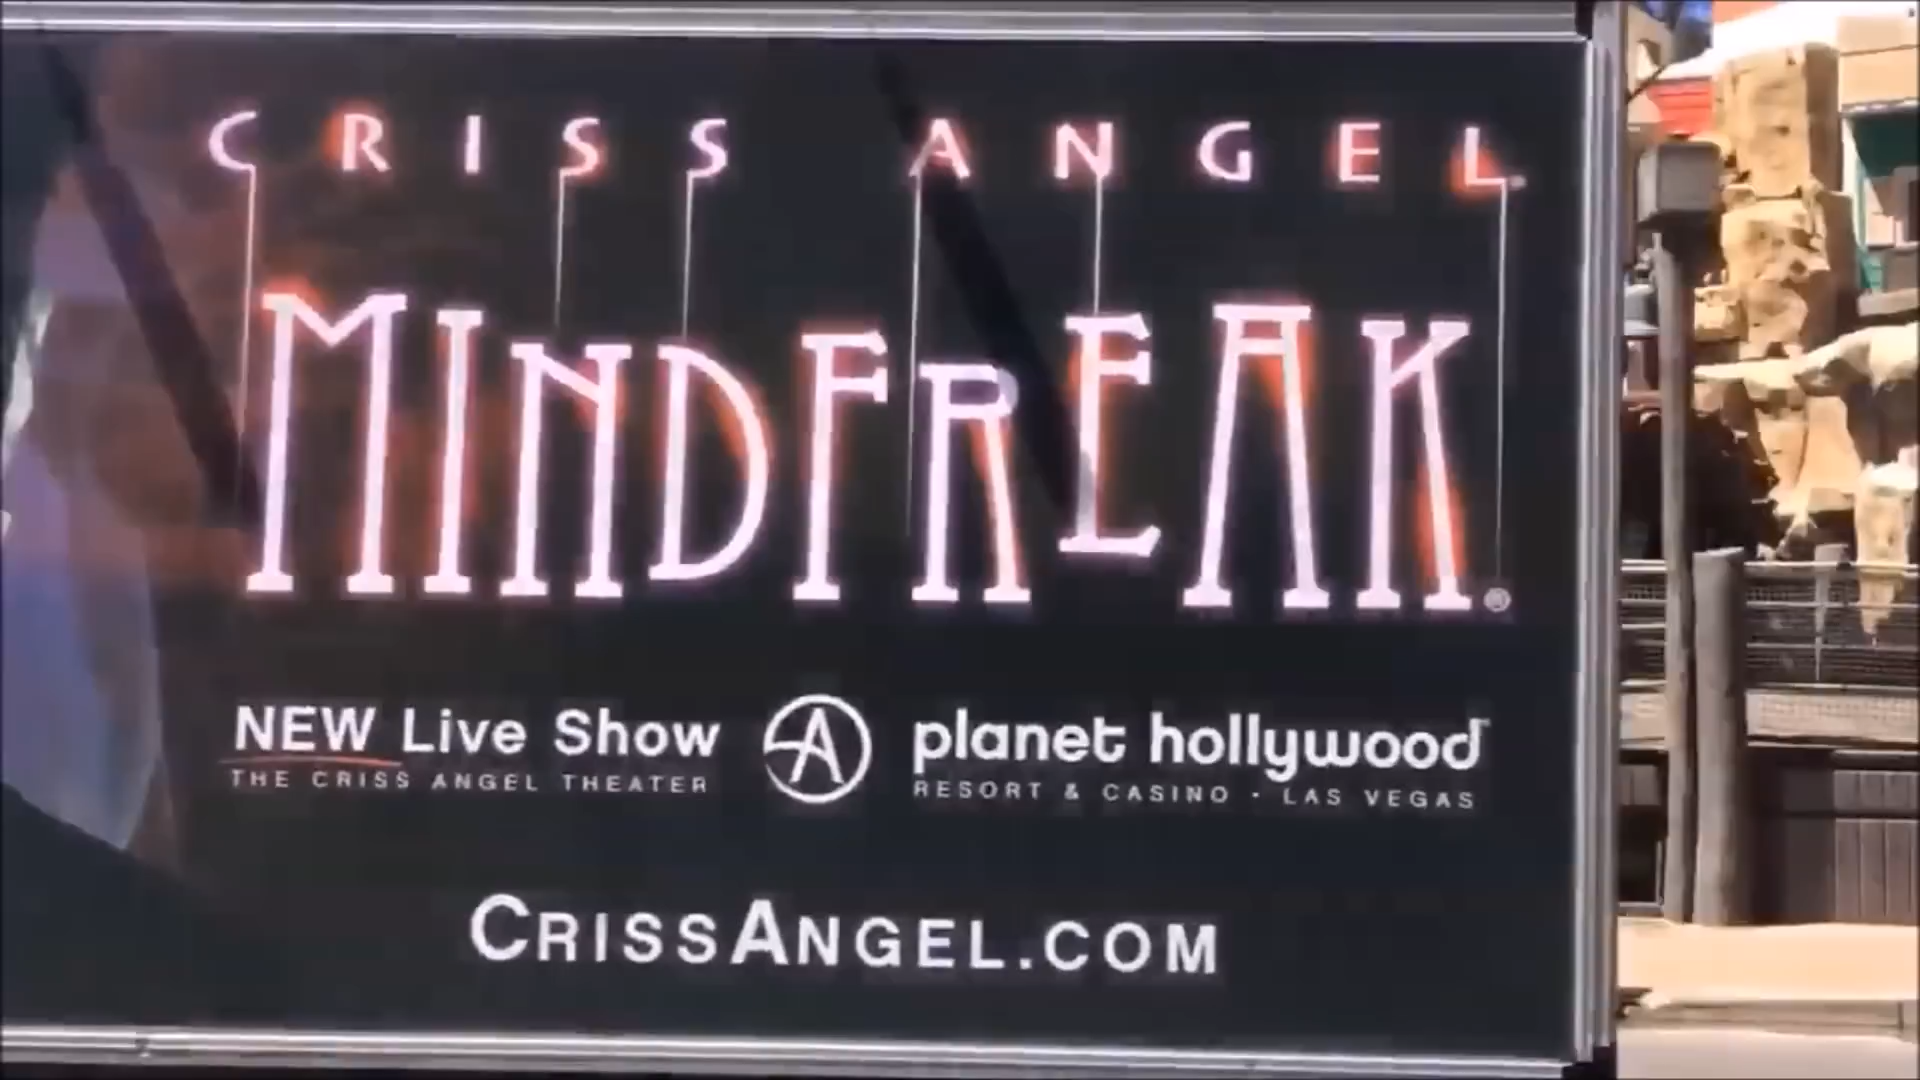 CRISS ANGEL
MINDFREAK®
NEW Live Show
THE CRISS ANGEL THEATER
A
planet hollywood
RESORT & CASINO · LAS VEGAS
CRISSANGEL.COM